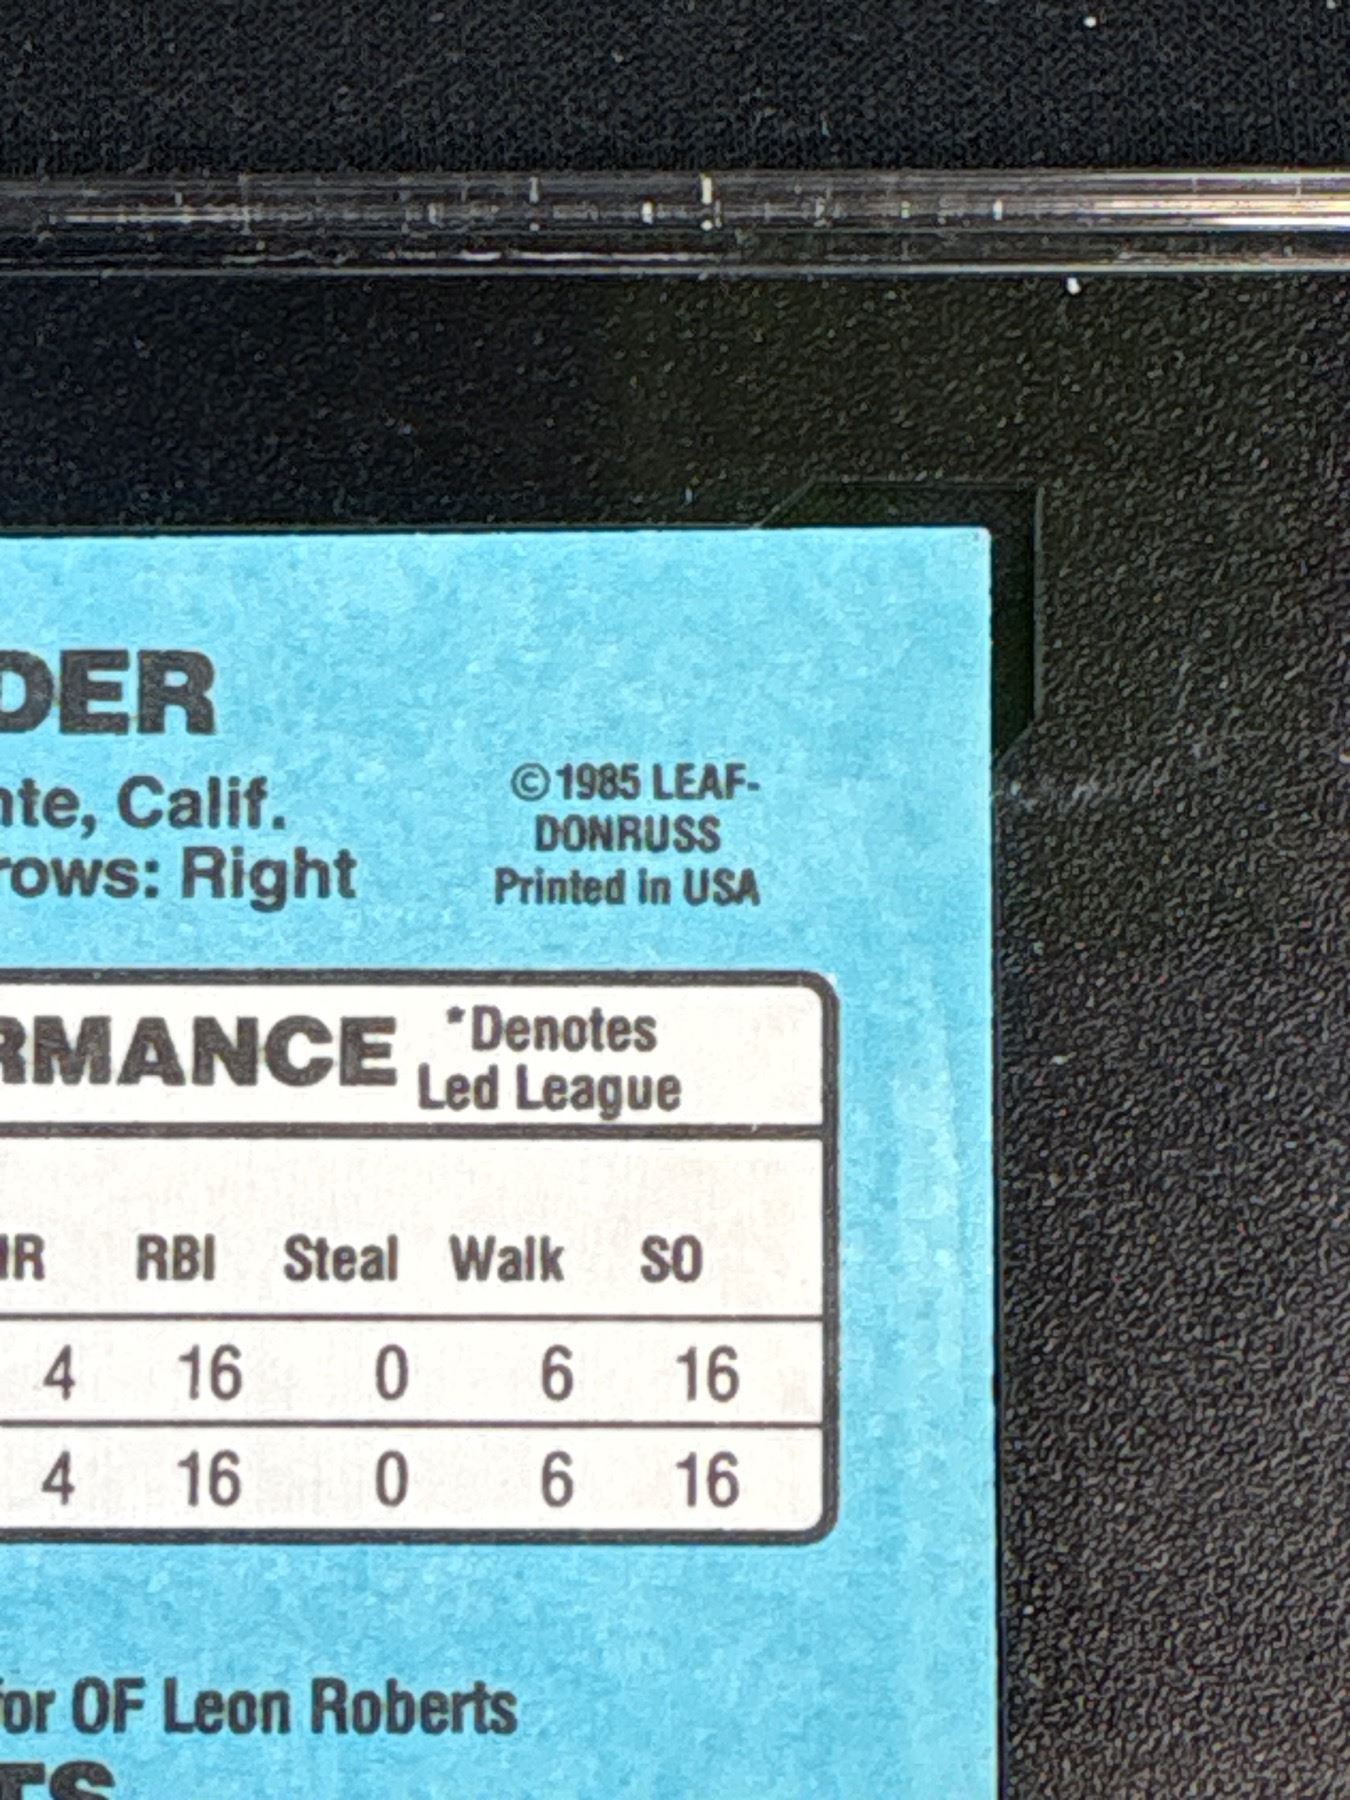 DER
nte, Calif.
rows: Right
© 1985 LEAF-
DONRUSS
Printed in USA
RMANCE *Denotes
Led League
HR RBI Steal Walk SO
4 16 0 6 16
4 16 0 6 16
for OF Leon Roberts
TS